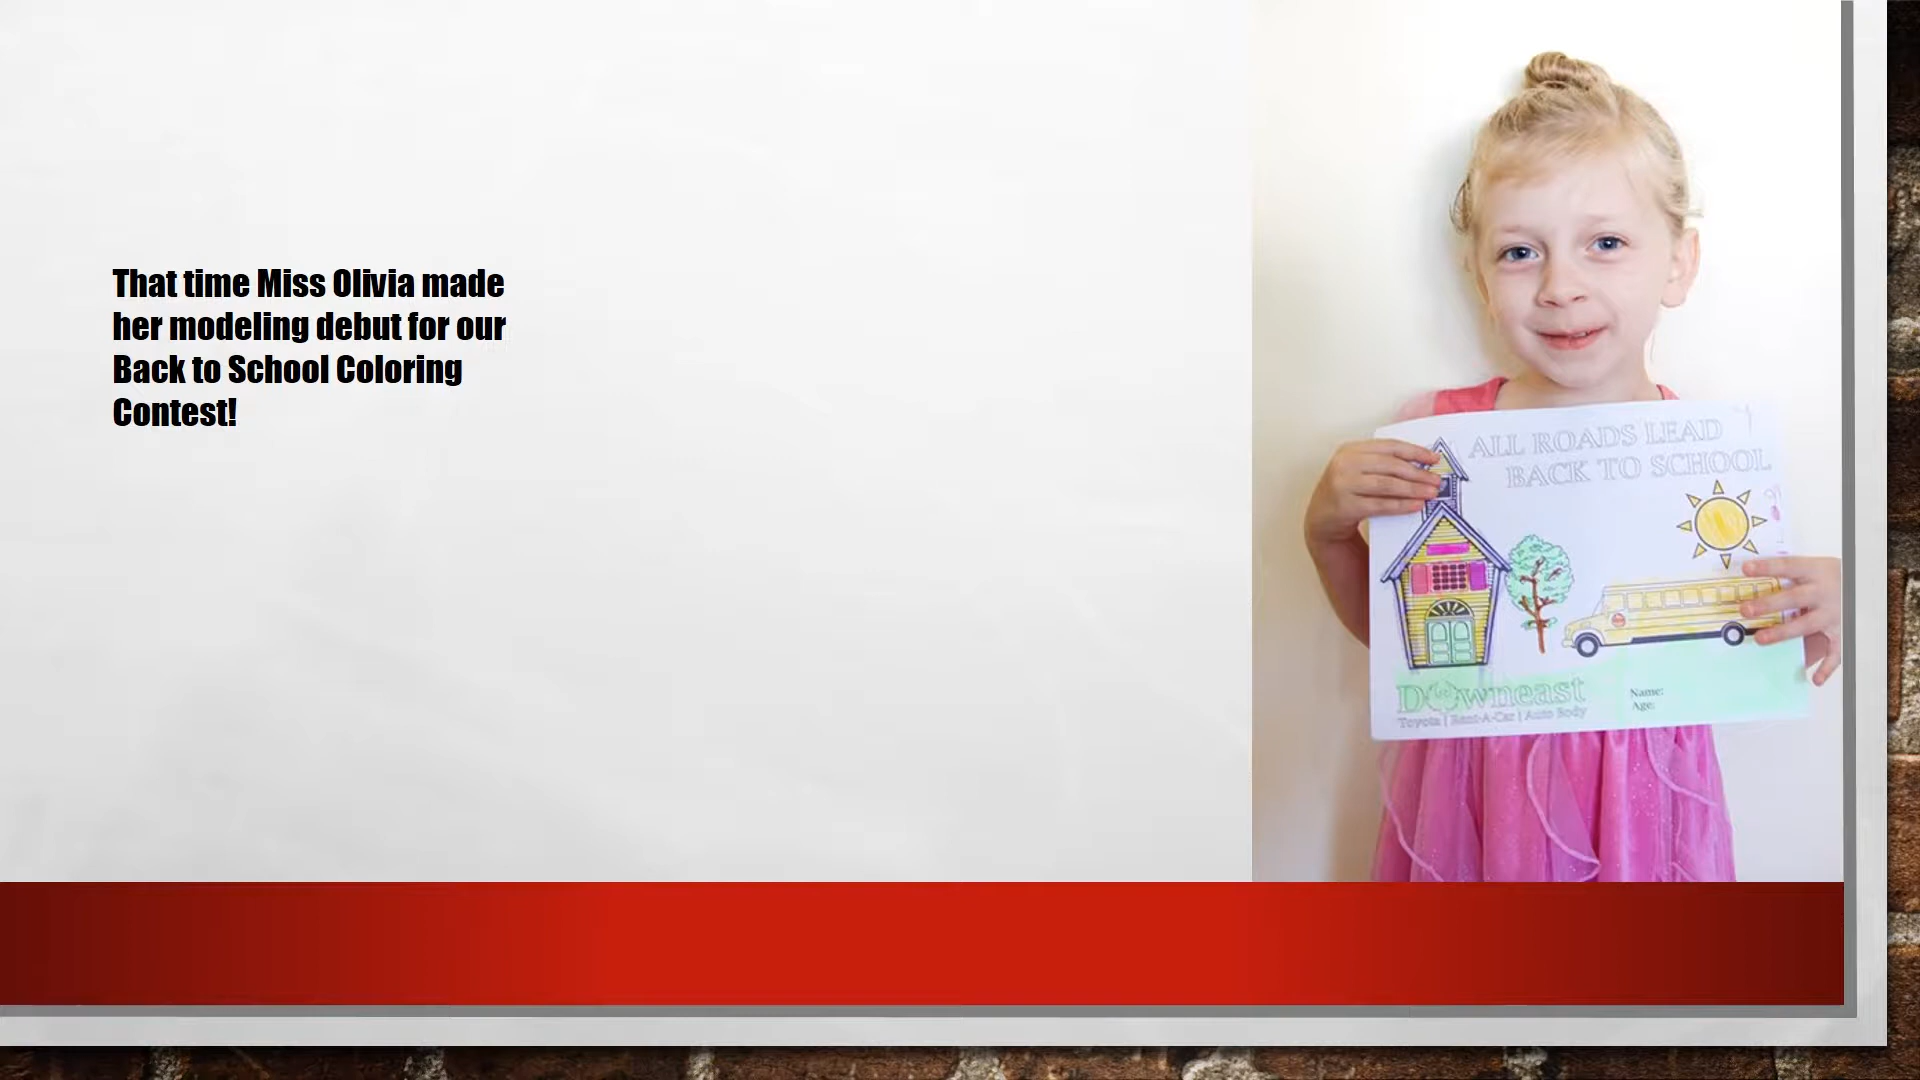 That time Miss Olivia made
her modeling debut for our
Back to School Coloring
Contest!
ALL ROADS LEAD
BACK TO SCHOOL
Downeast
Toyota | Rent-A-Car | Auto Body
Name:
Age: